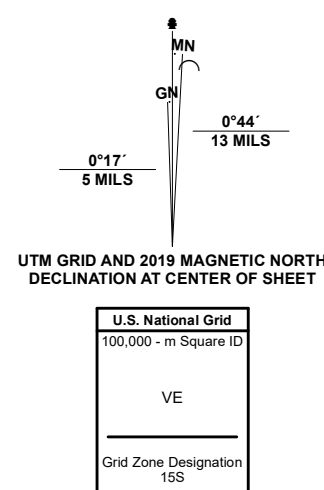 MN
GN
0°44´
13 MILS
0°17´
5 MILS
UTM GRID AND 2019 MAGNETIC NORTH
DECLINATION AT CENTER OF SHEET
U.S. National Grid
100,000 - m Square ID
VE
Grid Zone Designation
15S